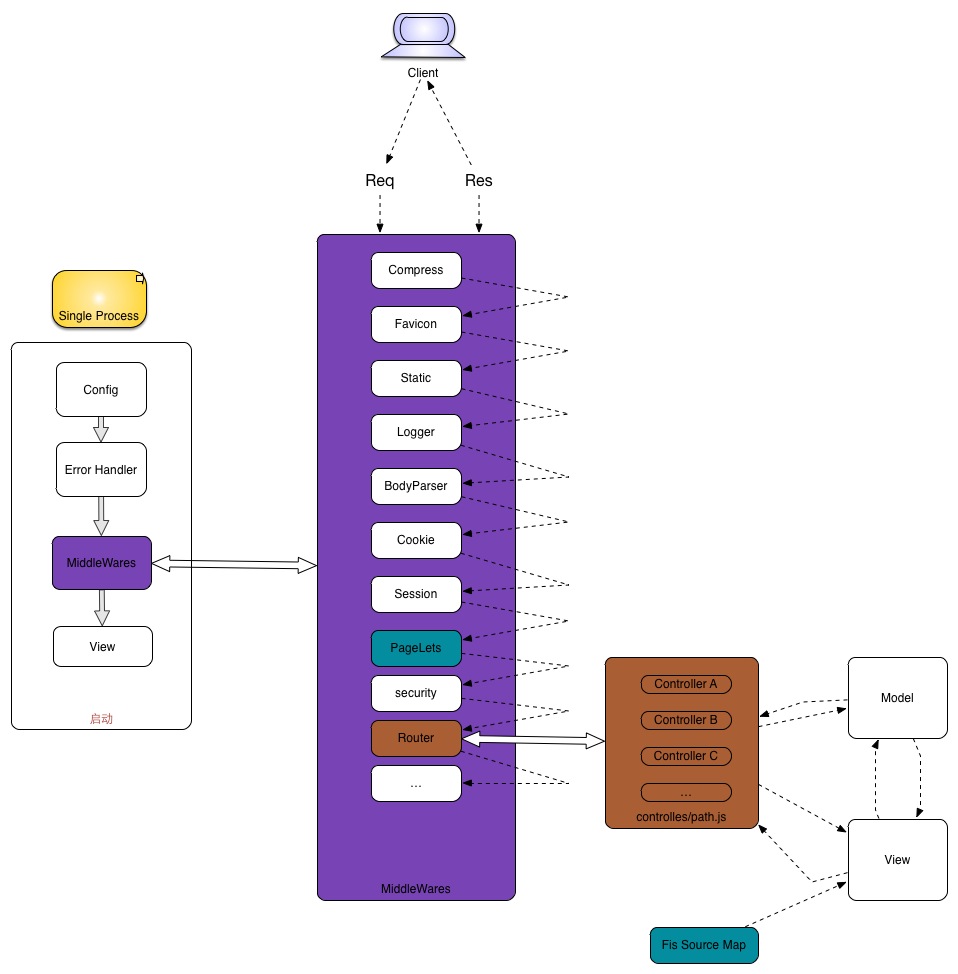 Client
Req
Res
Single Process
Config
Error Handler
MiddleWares
View
启动
Compress
Favicon
Static
Logger
BodyParser
Cookie
Session
PageLets
security
Router
...
MiddleWares
Controller A
Controller B
Controller C
...
controlles/path.js
Model
View
Fis Source Map